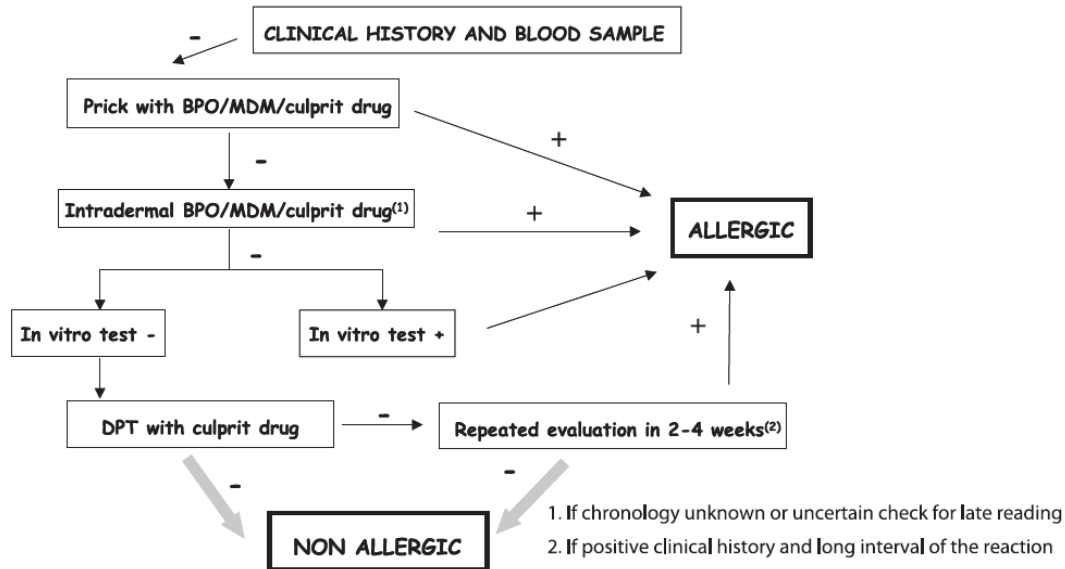 CLINICAL HISTORY AND BLOOD SAMPLE
-
Prick with BPO/MDM/culprit drug
+
-
Intradermal BPO/MDM/culprit drug(1)
+
ALLERGIC
-
In vitro test -
In vitro test +
+
DPT with culprit drug
-
Repeated evaluation in 2-4 weeks(2)
-
-
NON ALLERGIC
1. If chronology unknown or uncertain check for late reading
2. If positive clinical history and long interval of the reaction